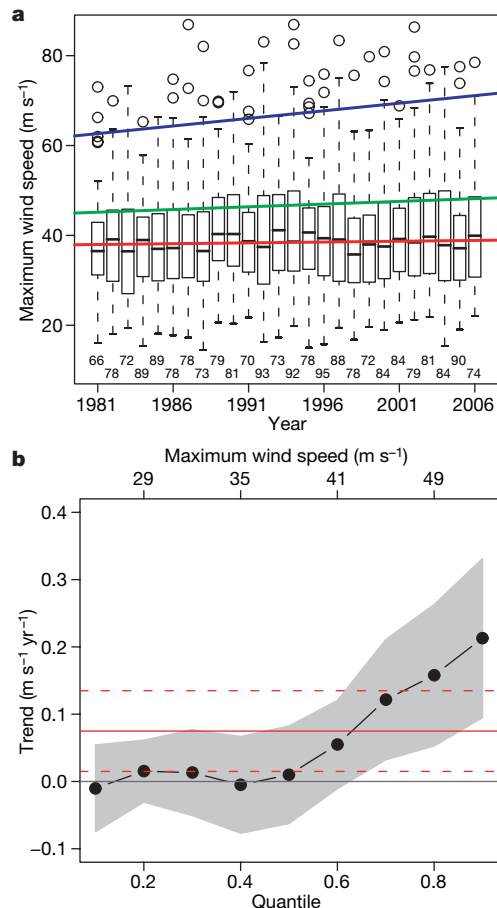 a
Maximum wind speed (m s⁻¹)
80
60
40
20
66 72 89 78 79 70 73 78 88 72 84 81 90
78 89 78 73 81 93 92 95 78 84 79 84 74
1981 1986 1991 1996 2001 2006
Year
b
Maximum wind speed (m s⁻¹)
29 35 41 49
Trend (m s⁻¹ yr⁻¹)
0.4
0.3
0.2
0.1
0.0
−0.1
0.2 0.4 0.6 0.8
Quantile